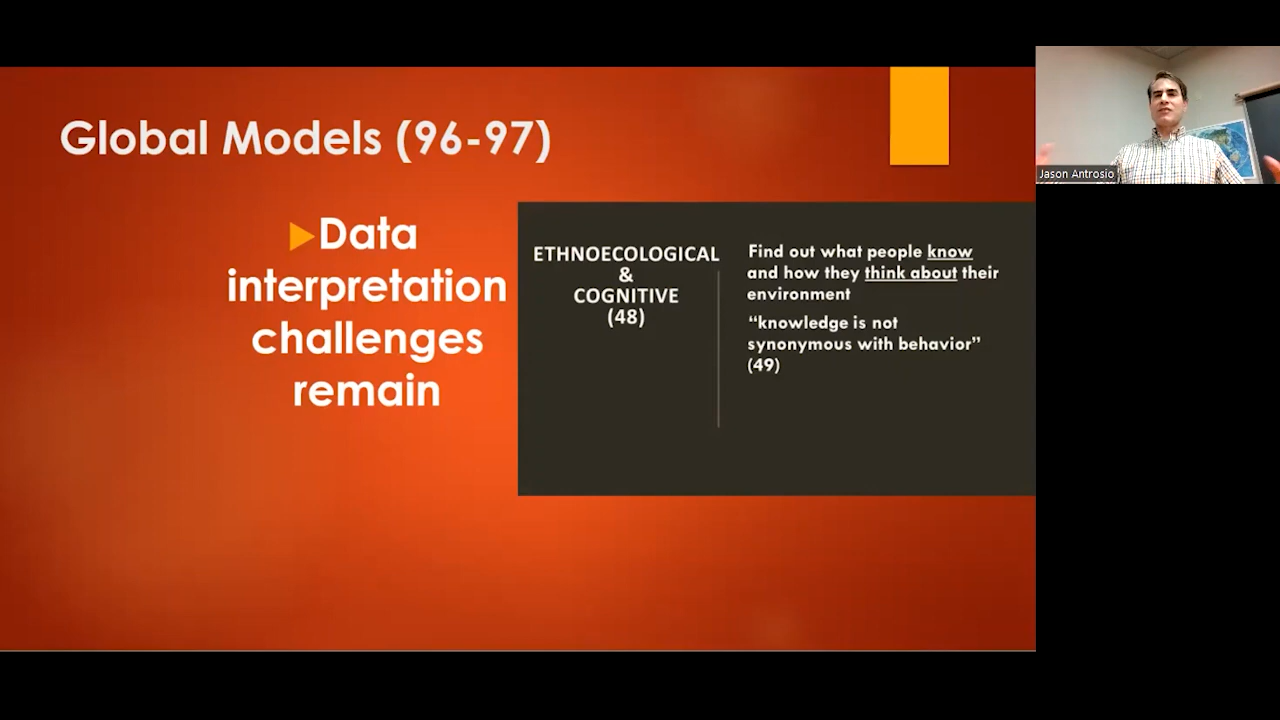 Global Models (96-97)
Data
interpretation
challenges
remain
ETHNOECOLOGICAL
&
COGNITIVE
(48)
Find out what people know
and how they think about their
environment
“knowledge is not
synonymous with behavior”
(49)
Jason Antrosio